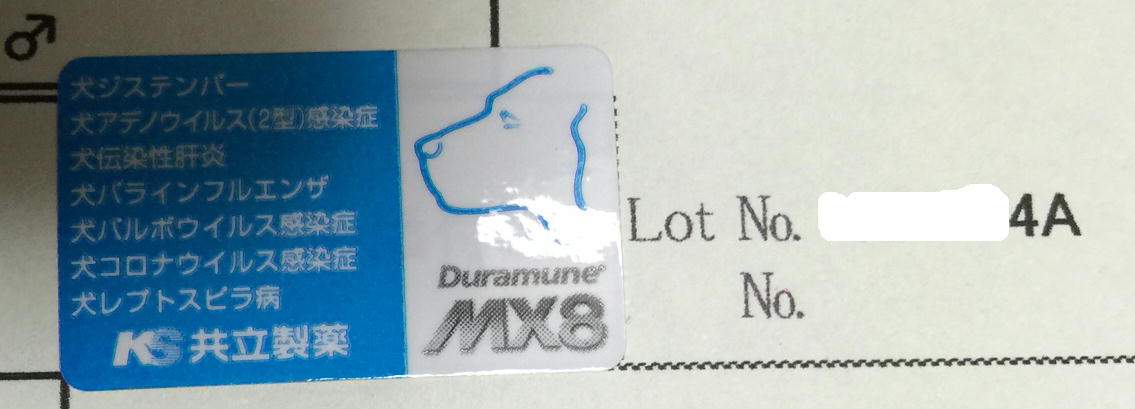 ♂
犬ジステンパー
犬アデノウイルス(2型)感染症
犬伝染性肝炎
犬パラインフルエンザ
犬パルボウイルス感染症
犬コロナウイルス感染症
犬レプトスピラ病
KS 共立製薬
Duramune®
MX8
Lot No. 4A
No.